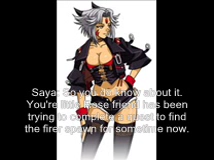 Saya: So you do know about it.
You're little Rose friend has been
trying to complete a quest to find
the firer spawn for sometime now.